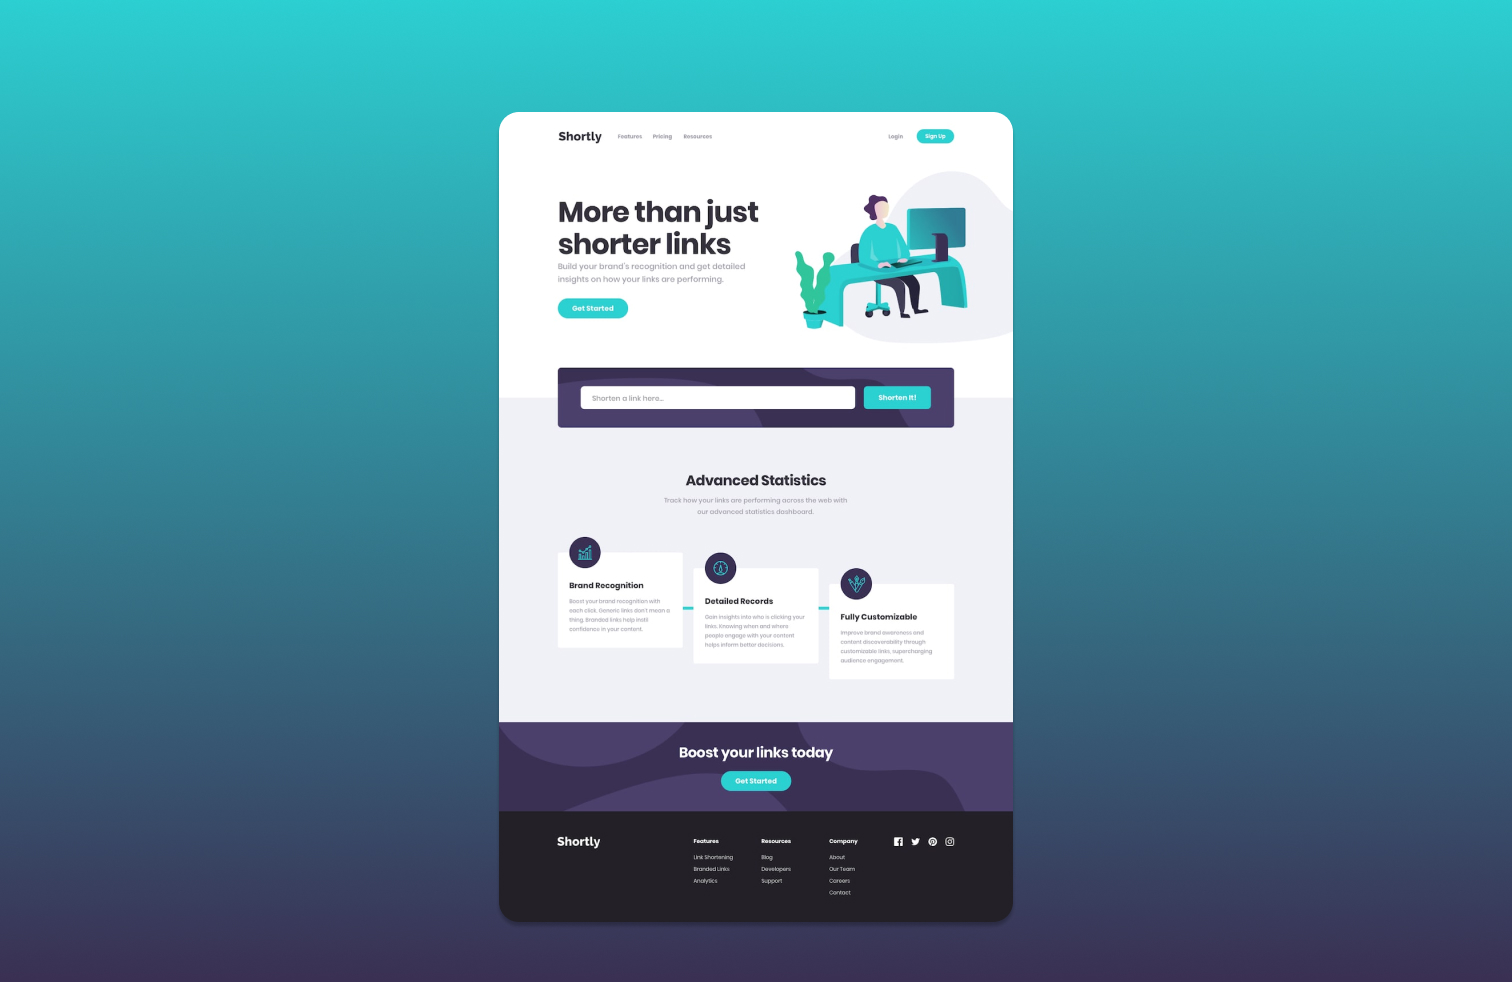 Shortly
Features
Pricing
Resources
Login
Sign Up
More than just
shorter links
Build your brand's recognition and get detailed
insights on how your links are performing.
Get Started
Shorten a link here...
Shorten It!
Advanced Statistics
Track how your links are performing across the web with
our advanced statistics dashboard.
Brand Recognition
Boost your brand recognition with
each click. Generic links don't mean a
thing. Branded links help instil
confidence in your content.
Detailed Records
Gain insights into who is clicking your
links. Knowing when and where
people engage with your content
helps inform better decisions.
Fully Customizable
Improve brand awareness and
content discoverability through
customizable links, supercharging
audience engagement.
Boost your links today
Get Started
Shortly
Features
Link Shortening
Branded Links
Analytics
Resources
Blog
Developers
Support
Company
About
Our Team
Careers
Contact